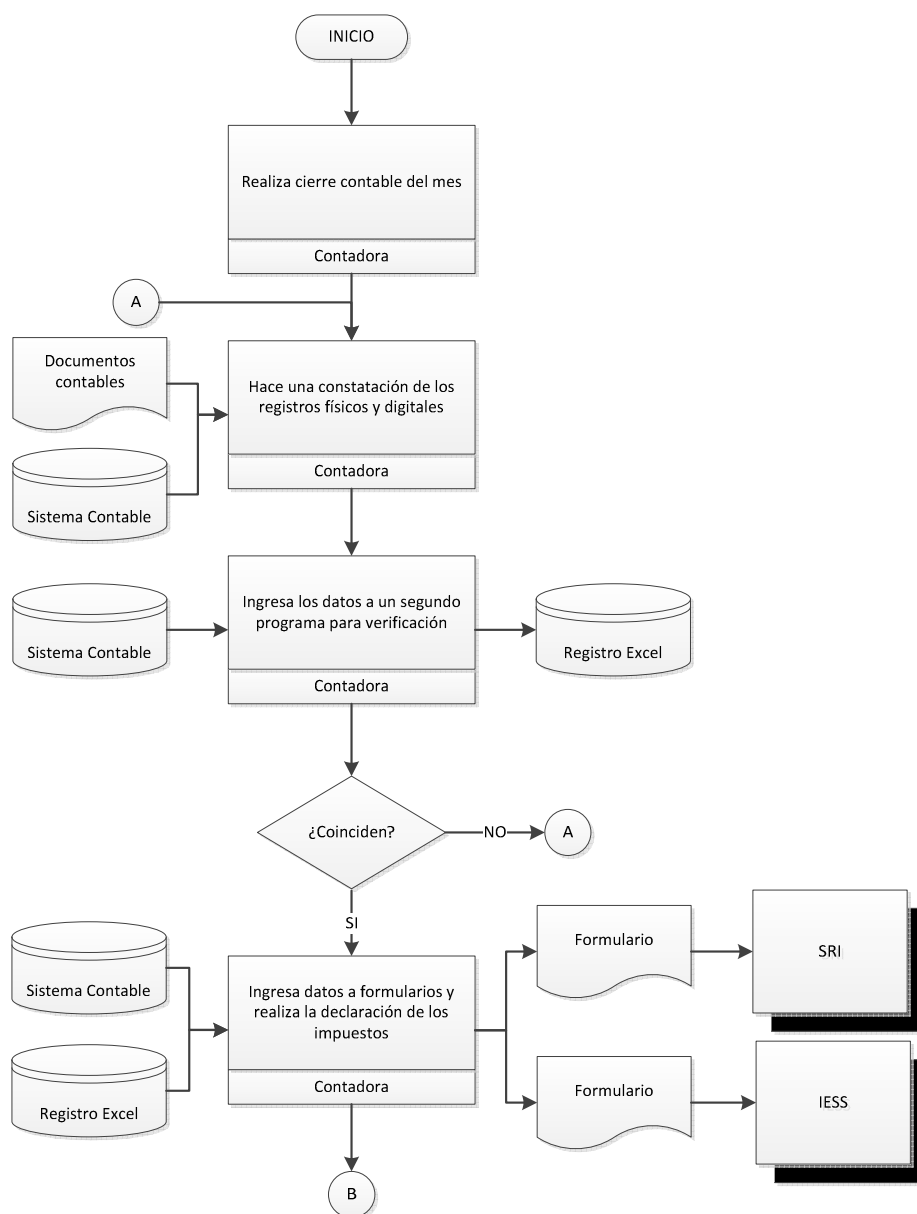 INICIO
Realiza cierre contable del mes
Contadora
A
Documentos
contables
Sistema Contable
Hace una constatación de los
registros físicos y digitales
Contadora
Sistema Contable
Ingresa los datos a un segundo
programa para verificación
Contadora
Registro Excel
¿Coinciden?
NO
A
SI
Sistema Contable
Registro Excel
Ingresa datos a formularios y
realiza la declaración de los
impuestos
Contadora
Formulario
SRI
Formulario
IESS
B